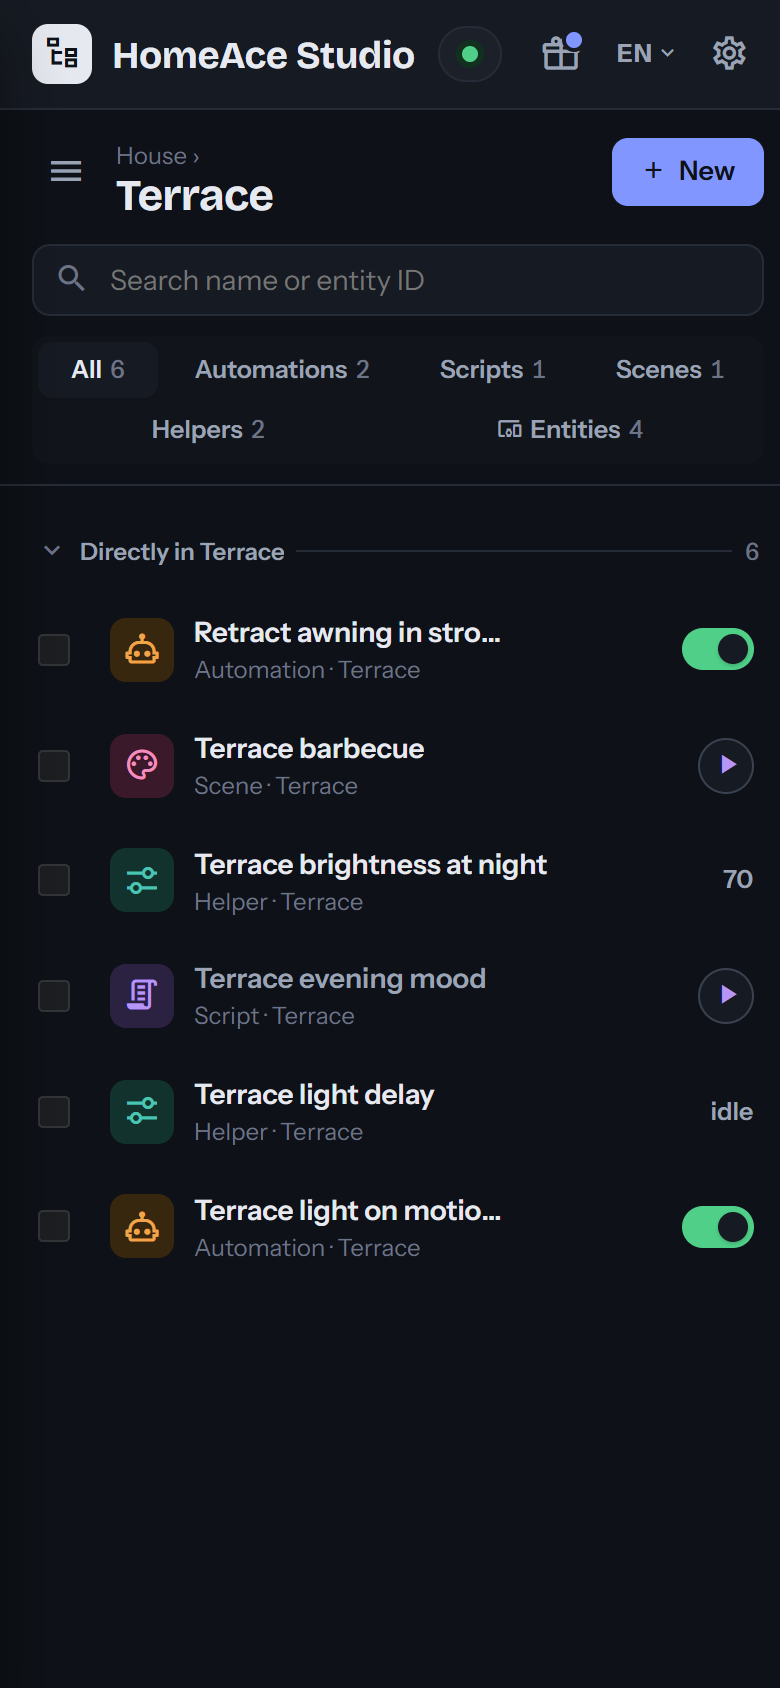 HomeAce Studio
EN
House ›
Terrace
+ New
Search name or entity ID
All 6
Automations 2
Scripts 1
Scenes 1
Helpers 2
Entities 4
Directly in Terrace
6
Retract awning in stro...
Automation · Terrace
Terrace barbecue
Scene · Terrace
Terrace brightness at night
Helper · Terrace
70
Terrace evening mood
Script · Terrace
Terrace light delay
Helper · Terrace
idle
Terrace light on motio...
Automation · Terrace